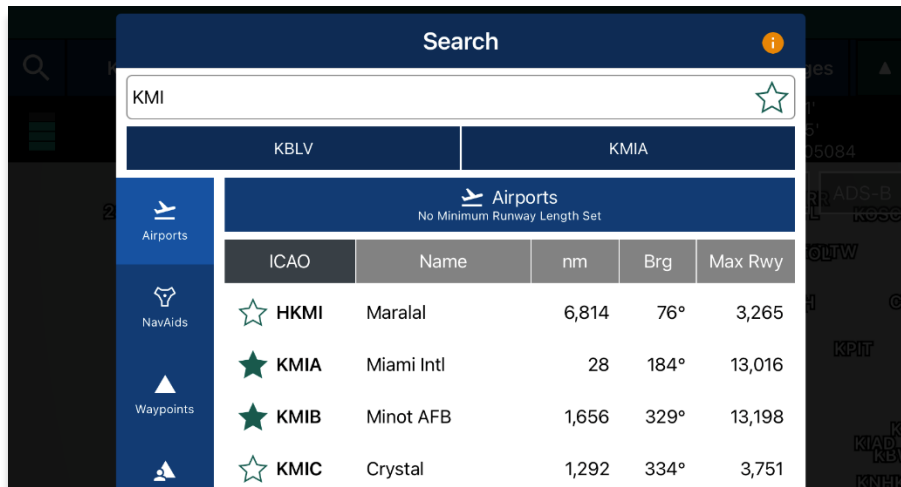 Search
KMI
KBLV KMIA
Airports
No Minimum Runway Length Set
Airports
ICAO Name nm Brg Max Rwy
HKMI Maralal 6,814 76° 3,265
NavAids
KMIA Miami Intl 28 184° 13,016
Waypoints
KMIB Minot AFB 1,656 329° 13,198
KMIC Crystal 1,292 334° 3,751
ADS-B
KPIT
KIAD